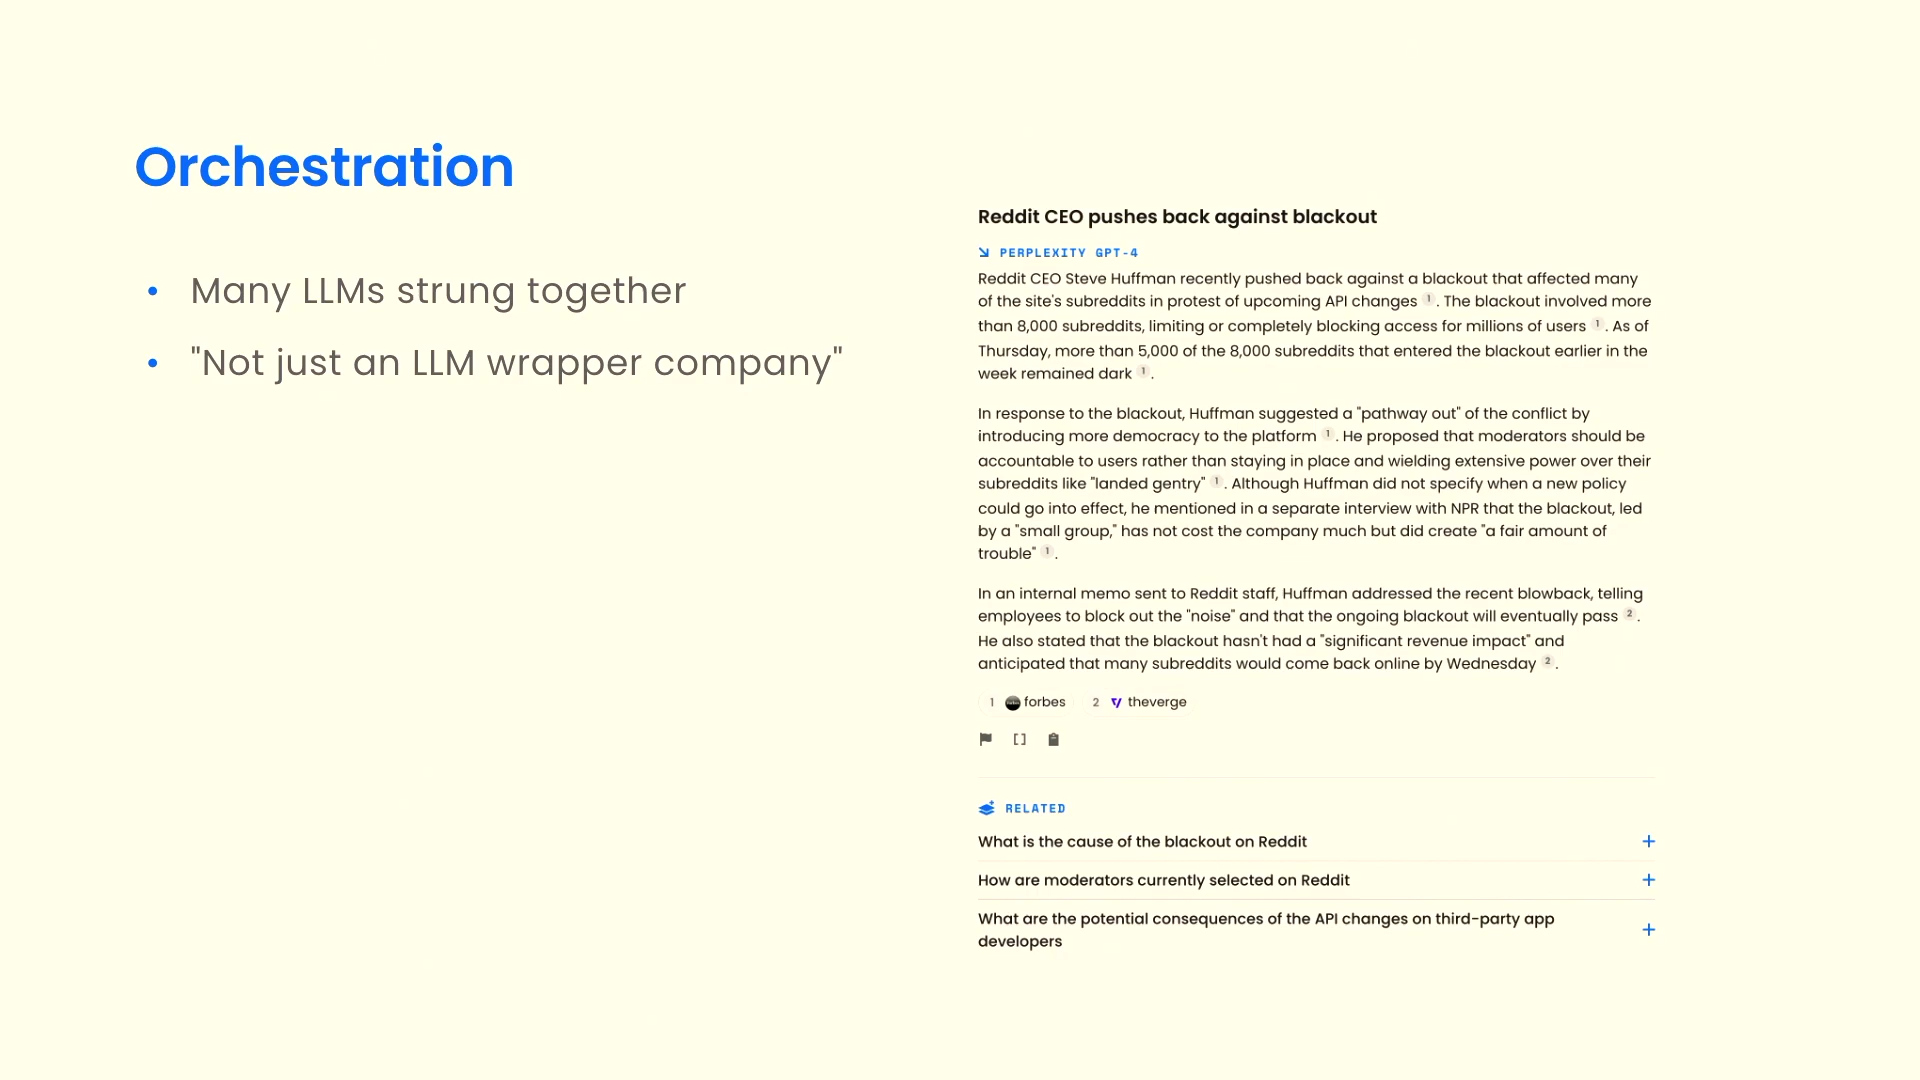 Orchestration
• Many LLMs strung together
• "Not just an LLM wrapper company"
Reddit CEO pushes back against blackout
PERPLEXITY GPT-4
Reddit CEO Steve Huffman recently pushed back against a blackout that affected many
of the site's subreddits in protest of upcoming API changes 1. The blackout involved more
than 8,000 subreddits, limiting or completely blocking access for millions of users 1. As of
Thursday, more than 5,000 of the 8,000 subreddits that entered the blackout earlier in the
week remained dark 1.
In response to the blackout, Huffman suggested a "pathway out" of the conflict by
introducing more democracy to the platform 1. He proposed that moderators should be
accountable to users rather than staying in place and wielding extensive power over their
subreddits like "landed gentry" 1. Although Huffman did not specify when a new policy
could go into effect, he mentioned in a separate interview with NPR that the blackout, led
by a "small group," has not cost the company much but did create "a fair amount of
trouble" 1.
In an internal memo sent to Reddit staff, Huffman addressed the recent blowback, telling
employees to block out the "noise" and that the ongoing blackout will eventually pass 2.
He also stated that the blackout hasn't had a "significant revenue impact" and
anticipated that many subreddits would come back online by Wednesday 2.
1 forbes 2 theverge
RELATED
What is the cause of the blackout on Reddit
How are moderators currently selected on Reddit
What are the potential consequences of the API changes on third-party app
developers